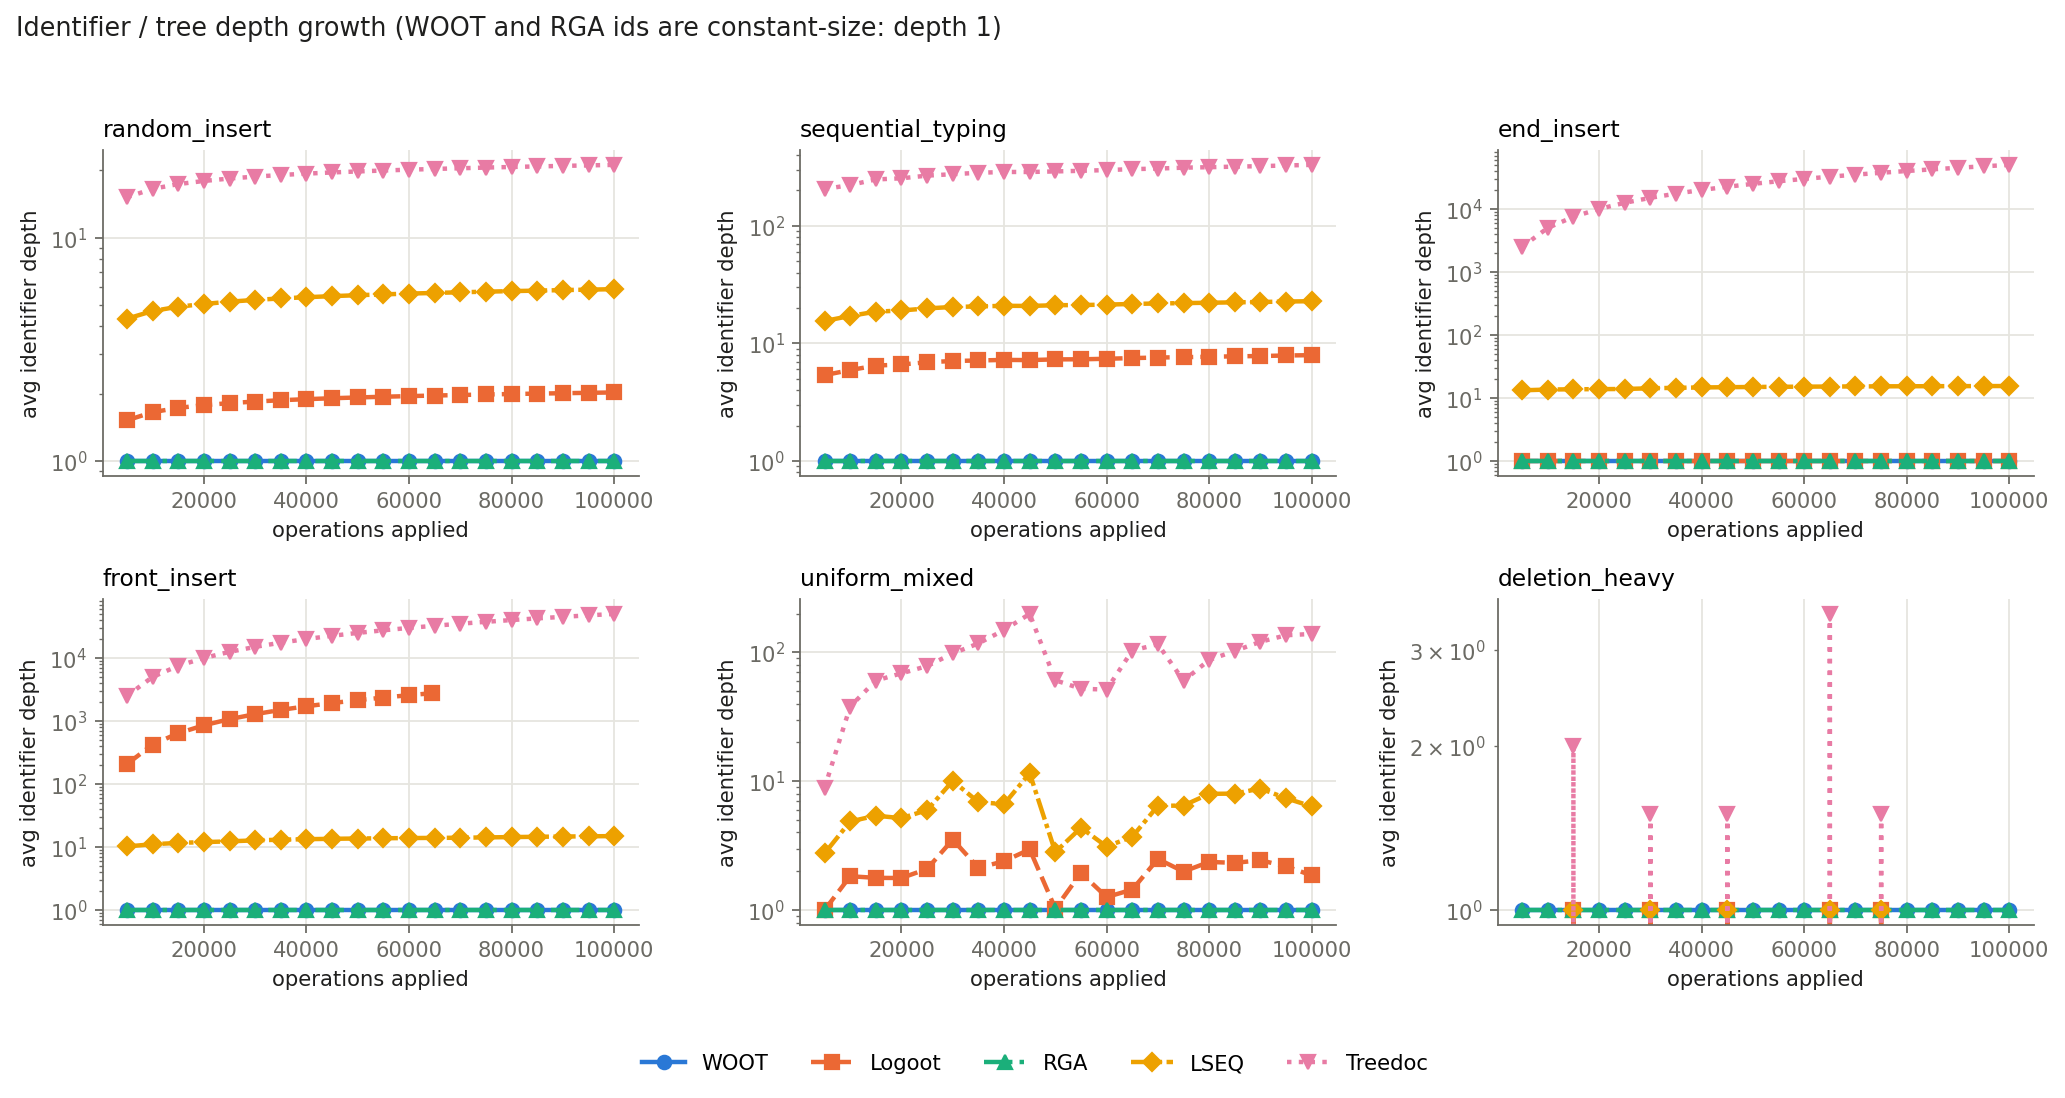 Identifier / tree depth growth (WOOT and RGA ids are constant-size: depth 1)
random_insert
avg identifier depth
10¹
10⁰
20000 40000 60000 80000 100000
operations applied
sequential_typing
avg identifier depth
10²
10¹
10⁰
20000 40000 60000 80000 100000
operations applied
end_insert
avg identifier depth
10⁴
10³
10²
10¹
10⁰
20000 40000 60000 80000 100000
operations applied
front_insert
avg identifier depth
10⁴
10³
10²
10¹
10⁰
20000 40000 60000 80000 100000
operations applied
uniform_mixed
avg identifier depth
10²
10¹
10⁰
20000 40000 60000 80000 100000
operations applied
deletion_heavy
avg identifier depth
3 × 10⁰
2 × 10⁰
10⁰
20000 40000 60000 80000 100000
operations applied
WOOT Logoot RGA LSEQ Treedoc